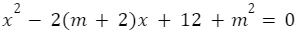 x² − 2(m + 2)x + 12 + m² = 0